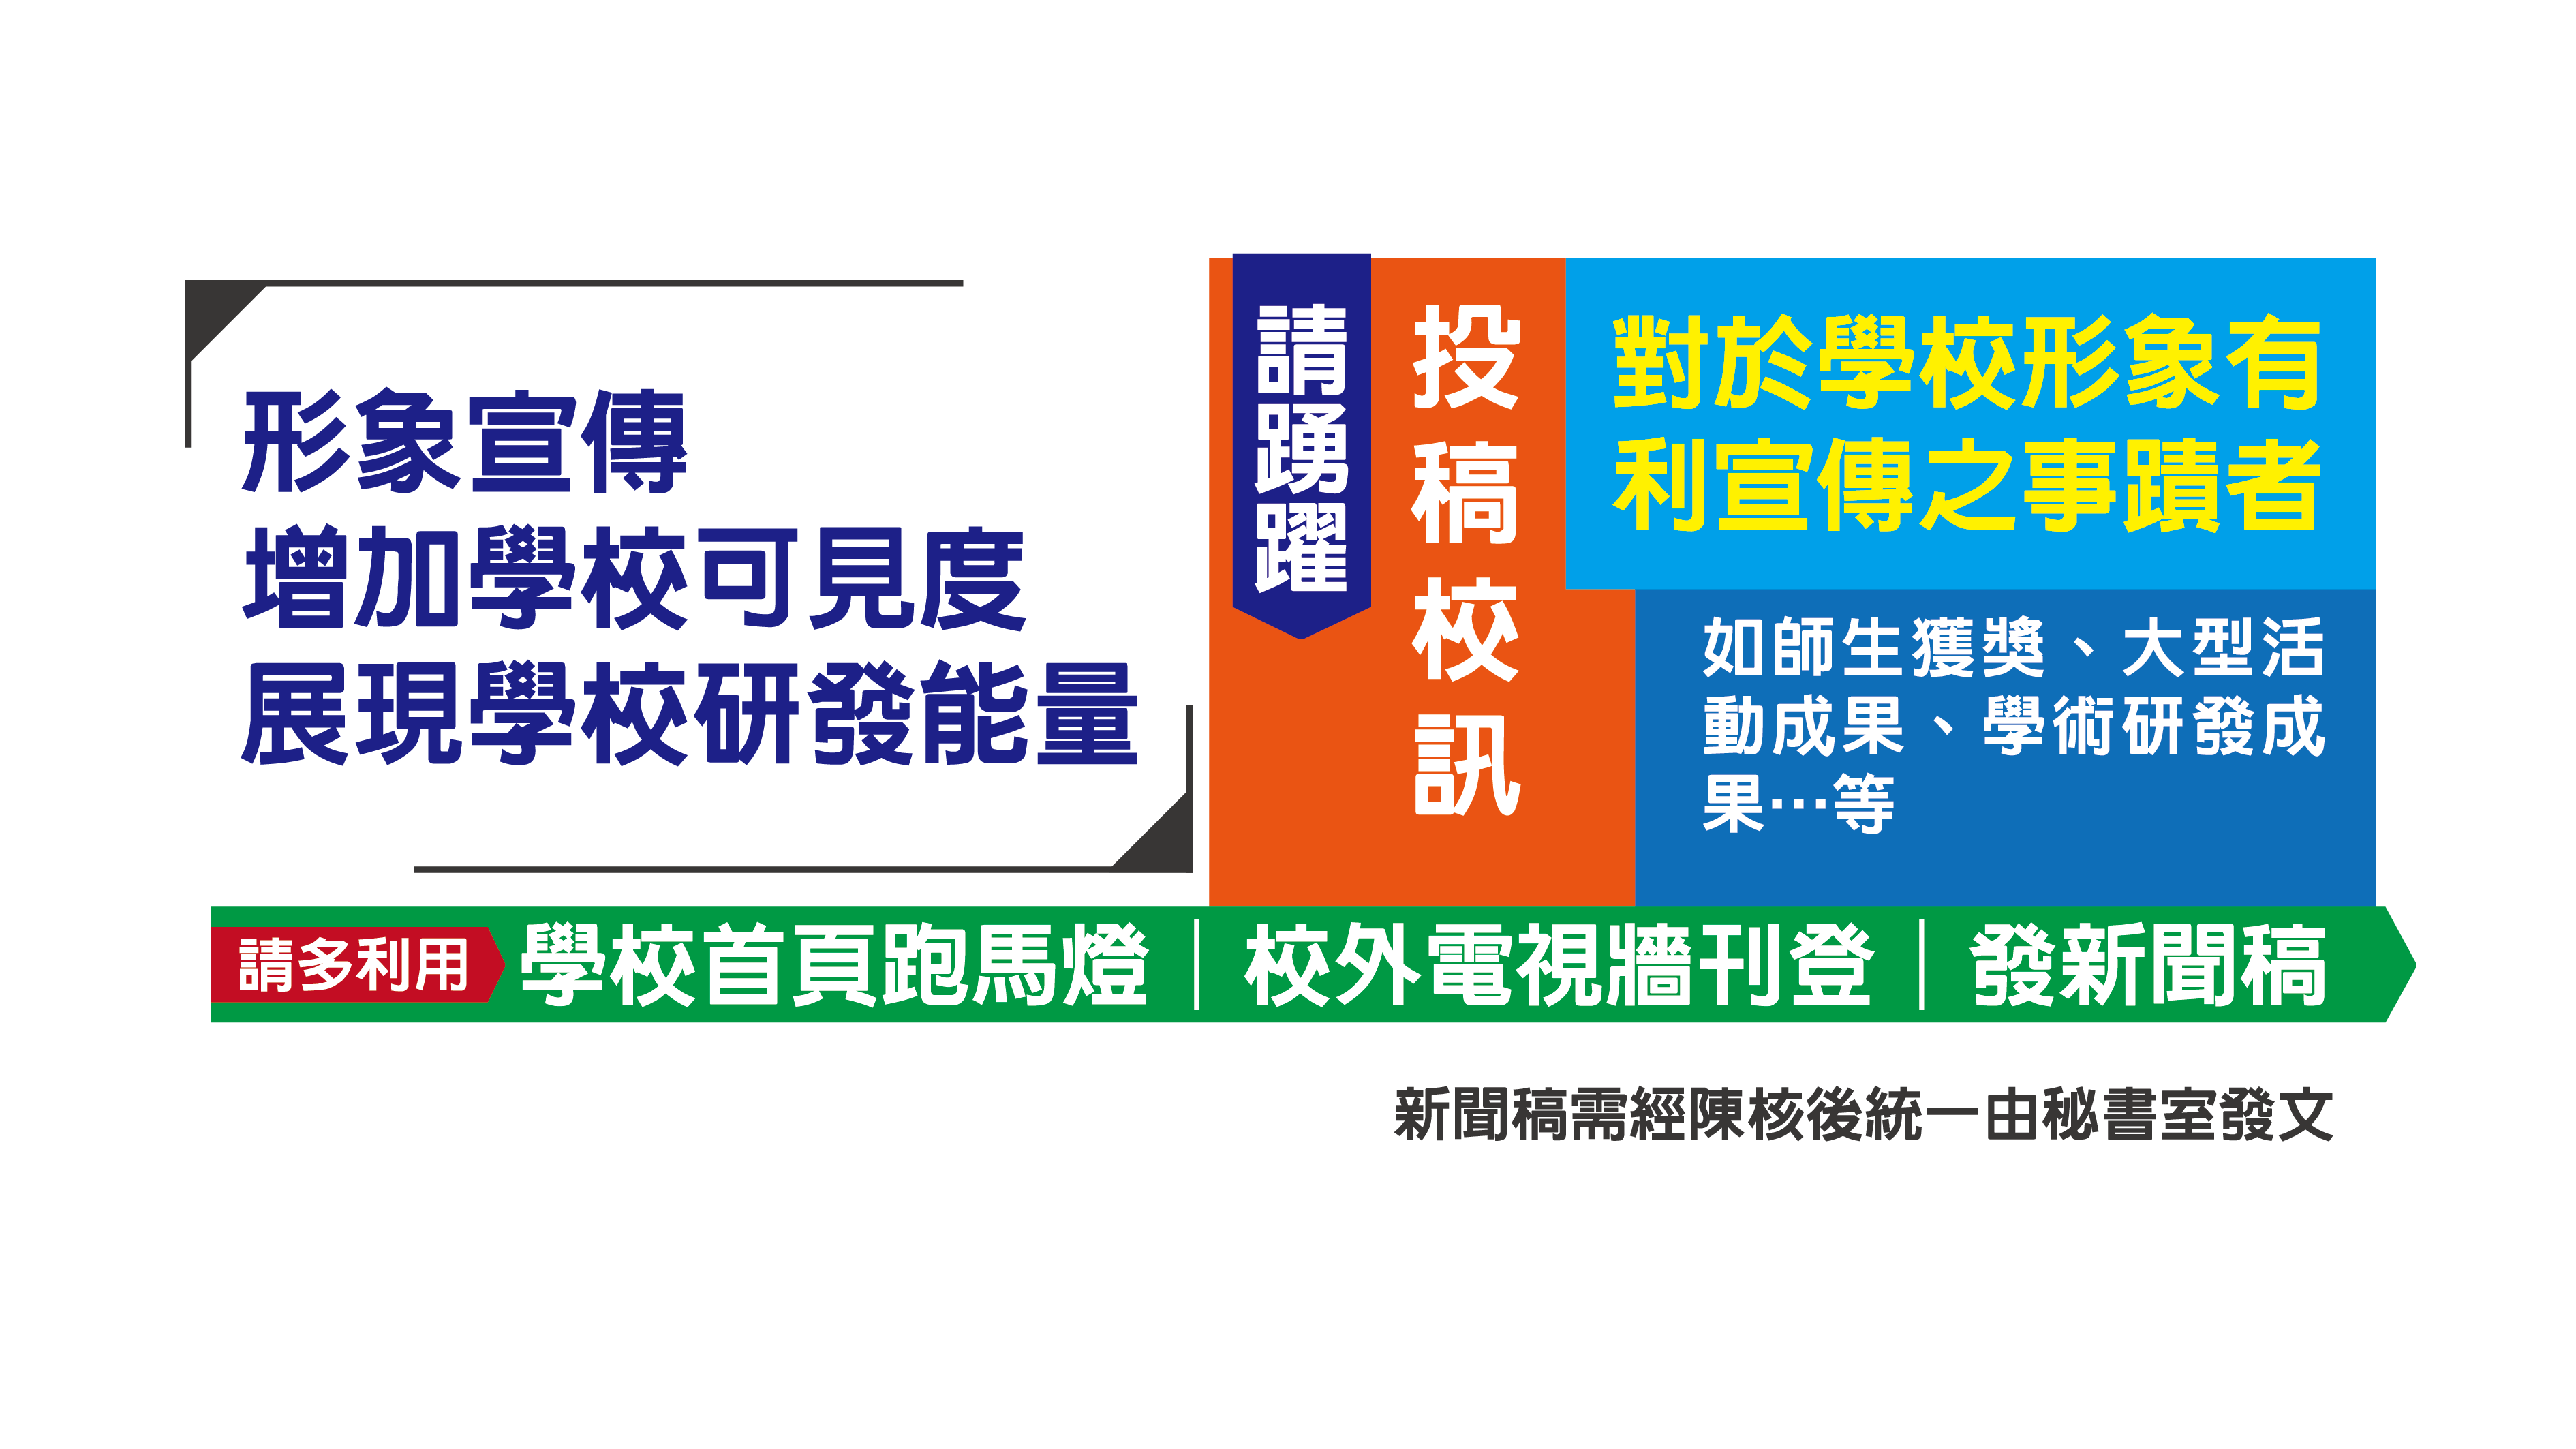 形象宣傳
增加學校可見度
展現學校研發能量
請踴躍
投稿校訊
對於學校形象有
利宣傳之事蹟者
如師生獲獎、大型活
動成果、學術研發成
果…等
請多利用
學校首頁跑馬燈｜校外電視牆刊登｜發新聞稿
新聞稿需經陳核後統一由秘書室發文